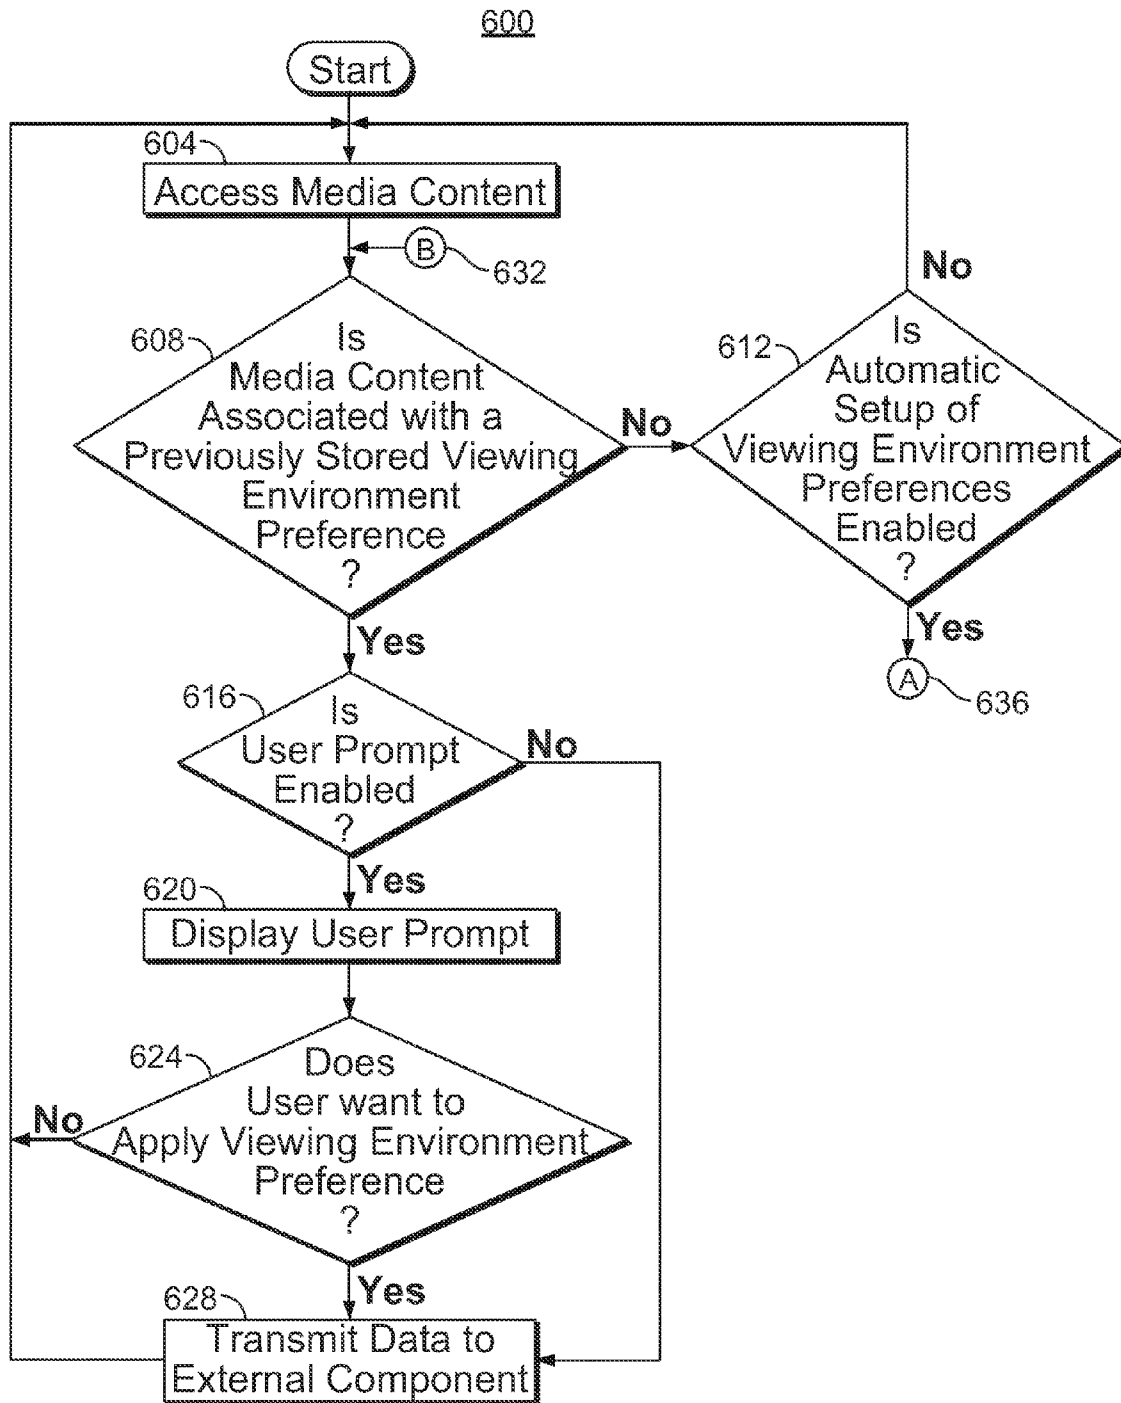 600
Start
604
Access Media Content
B
632
608
Is
Media Content
Associated with a
Previously Stored Viewing
Environment
Preference
?
No
Yes
612
Is
Automatic
Setup of
Viewing Environment
Preferences
Enabled
?
No
Yes
A
636
616
Is
User Prompt
Enabled
?
No
Yes
620
Display User Prompt
624
Does
User want to
Apply Viewing Environment
Preference
?
No
Yes
628
Transmit Data to
External Component